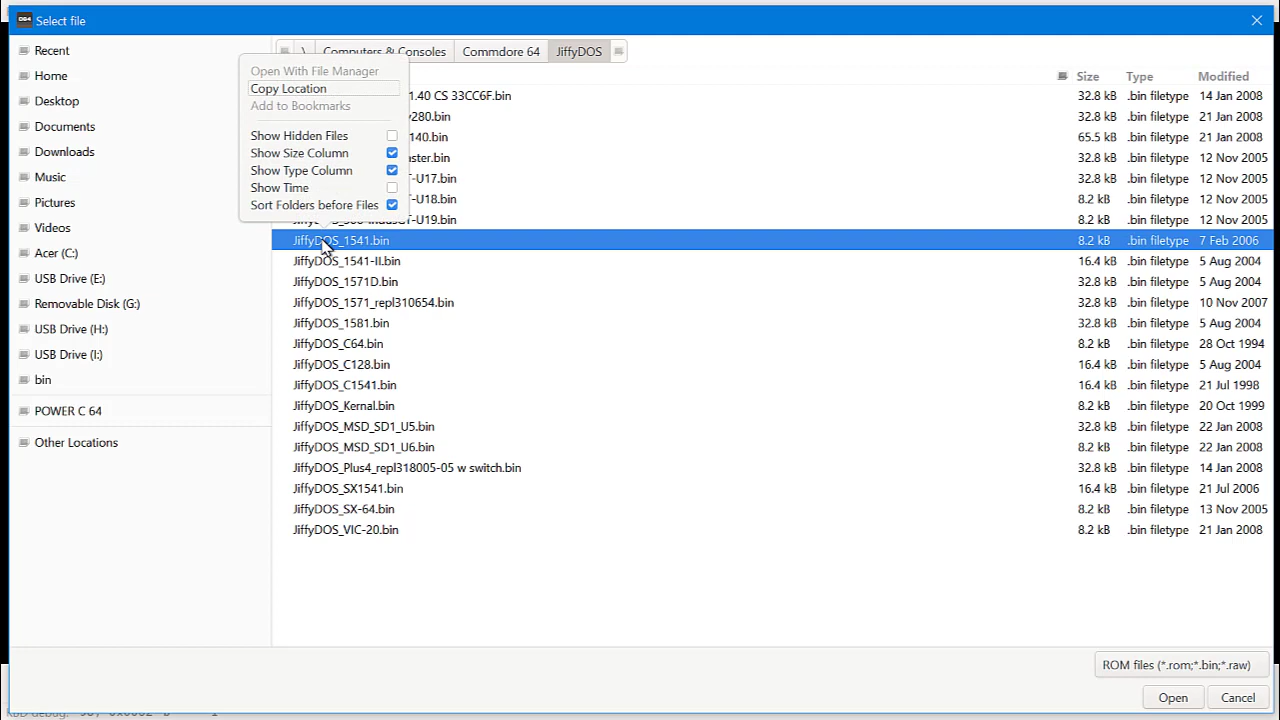 C64 Select file
Recent
Home
Desktop
Documents
Downloads
Music
Pictures
Videos
Acer (C:)
USB Drive (E:)
Removable Disk (G:)
USB Drive (H:)
USB Drive (I:)
bin
POWER C 64
Other Locations
\ Computers & Consoles Commdore 64 JiffyDOS
Open With File Manager
Copy Location
Add to Bookmarks
Show Hidden Files
Show Size Column
Show Type Column
Show Time
Sort Folders before Files
Size Type Modified
1.40 CS 33CC6F.bin 32.8 kB .bin filetype 14 Jan 2008
280.bin 32.8 kB .bin filetype 21 Jan 2008
140.bin 65.5 kB .bin filetype 21 Jan 2008
ster.bin 32.8 kB .bin filetype 12 Nov 2005
T-U17.bin 32.8 kB .bin filetype 12 Nov 2005
T-U18.bin 8.2 kB .bin filetype 12 Nov 2005
T-U19.bin 8.2 kB .bin filetype 12 Nov 2005
JiffyDOS_1541.bin 8.2 kB .bin filetype 7 Feb 2006
JiffyDOS_1541-II.bin 16.4 kB .bin filetype 5 Aug 2004
JiffyDOS_1571D.bin 32.8 kB .bin filetype 5 Aug 2004
JiffyDOS_1571_repl310654.bin 32.8 kB .bin filetype 10 Nov 2007
JiffyDOS_1581.bin 32.8 kB .bin filetype 5 Aug 2004
JiffyDOS_C64.bin 8.2 kB .bin filetype 28 Oct 1994
JiffyDOS_C128.bin 16.4 kB .bin filetype 5 Aug 2004
JiffyDOS_C1541.bin 16.4 kB .bin filetype 21 Jul 1998
JiffyDOS_Kernal.bin 8.2 kB .bin filetype 20 Oct 1999
JiffyDOS_MSD_SD1_U5.bin 32.8 kB .bin filetype 22 Jan 2008
JiffyDOS_MSD_SD1_U6.bin 8.2 kB .bin filetype 22 Jan 2008
JiffyDOS_Plus4_repl318005-05 w switch.bin 32.8 kB .bin filetype 14 Jan 2008
JiffyDOS_SX1541.bin 16.4 kB .bin filetype 21 Jul 2006
JiffyDOS_SX-64.bin 8.2 kB .bin filetype 13 Nov 2005
JiffyDOS_VIC-20.bin 8.2 kB .bin filetype 21 Jan 2008
ROM files (*.rom;*.bin;*.raw)
Open Cancel